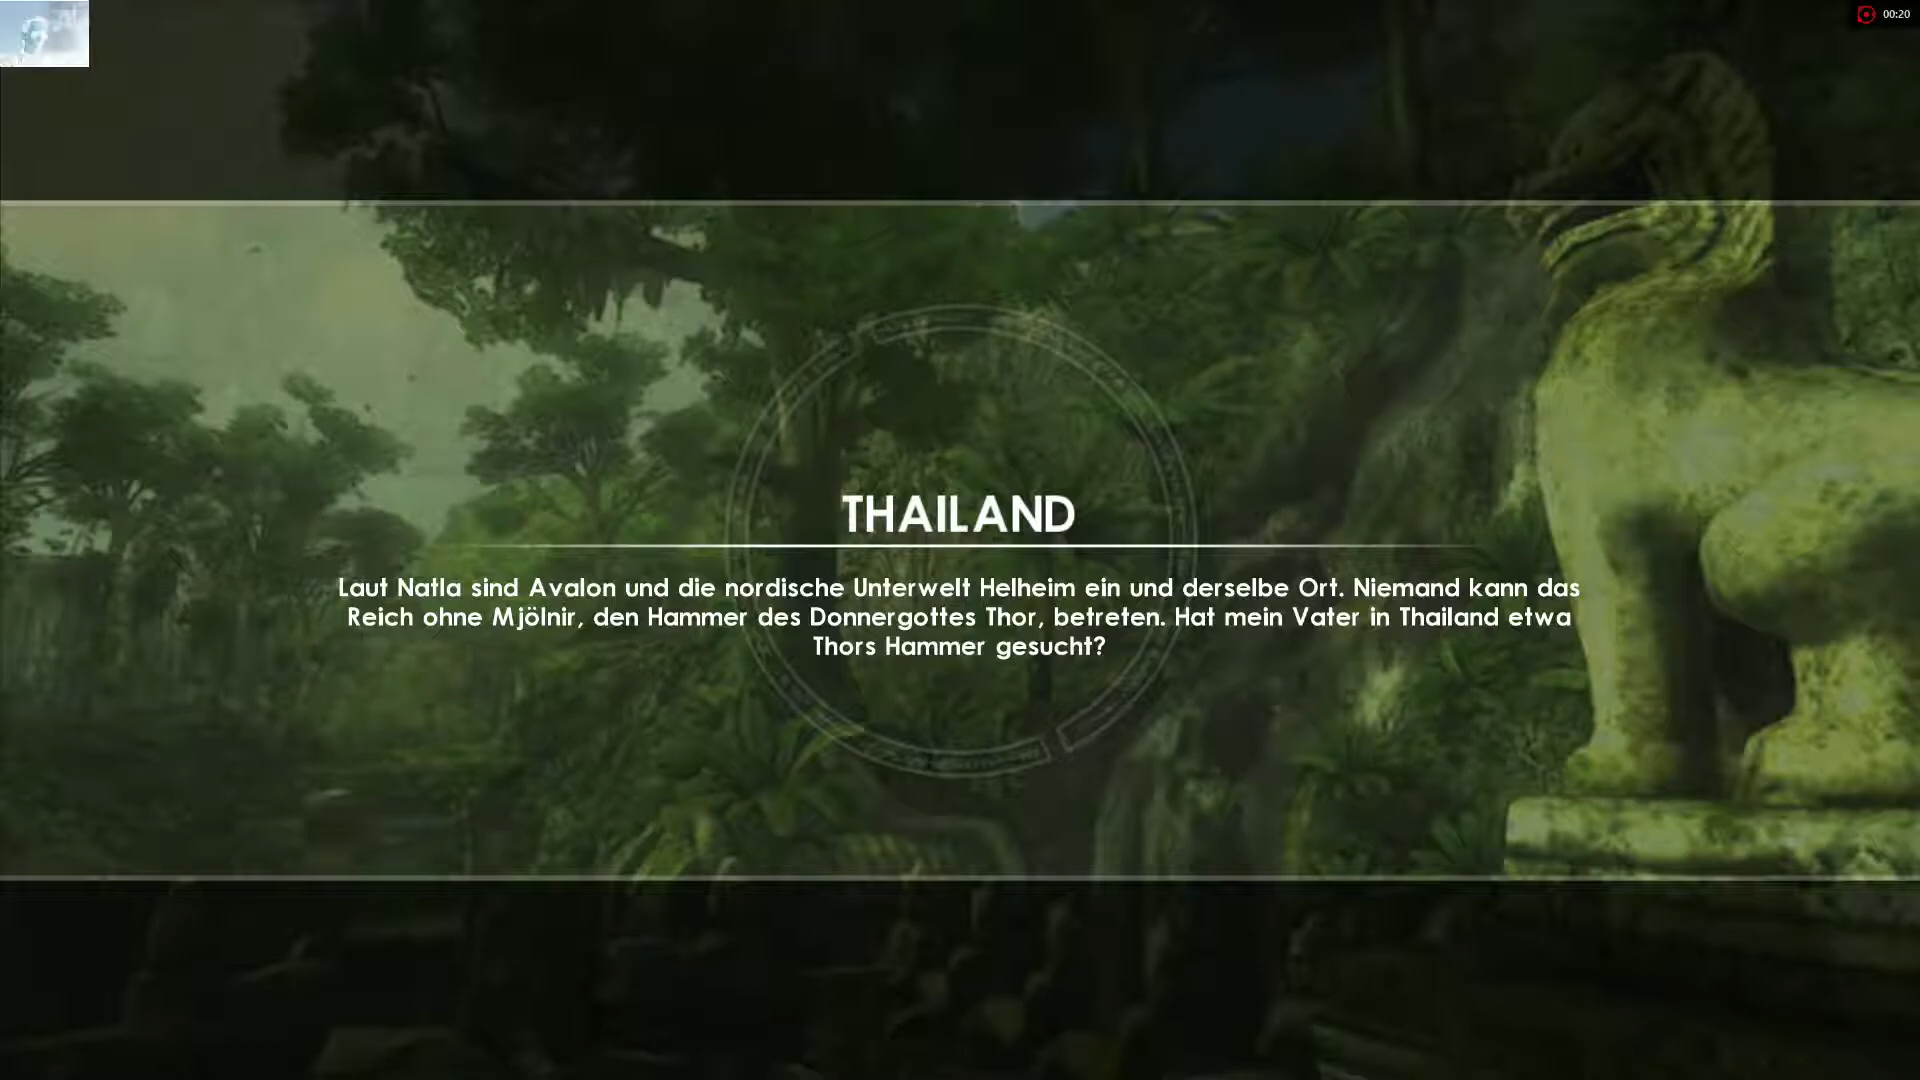 00:20
THAILAND
Laut Natla sind Avalon und die nordische Unterwelt Helheim ein und derselbe Ort. Niemand kann das
Reich ohne Mjölnir, den Hammer des Donnergottes Thor, betreten. Hat mein Vater in Thailand etwa
Thors Hammer gesucht?